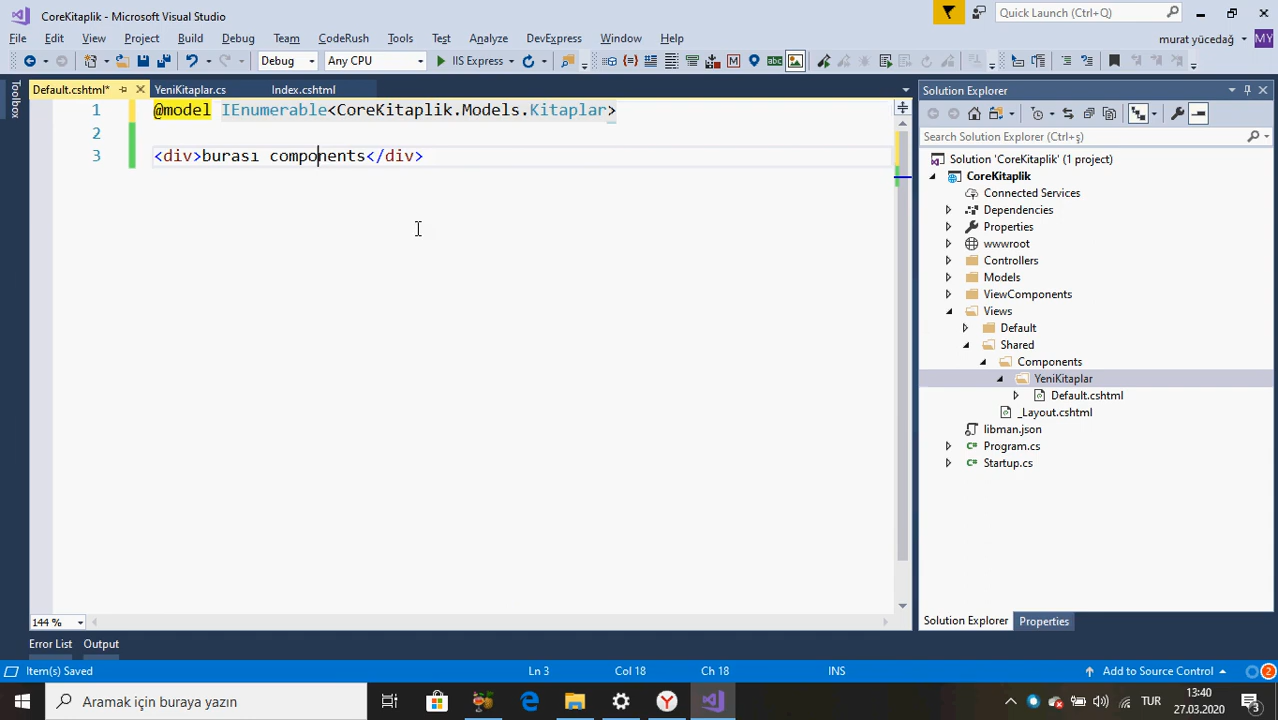 CoreKitaplik - Microsoft Visual Studio
Quick Launch (Ctrl+Q)
File Edit View Project Build Debug Team CodeRush Tools Test DevExpress Analyze Window Help
murat yücedağ MY
Debug Any CPU IIS Express
Toolbox
Default.cshtml* YeniKitaplar.cs Index.cshtml
1 @model IEnumerable<CoreKitaplik.Models.Kitaplar>
2
3 <div>burası components</div>
144 %
Solution Explorer
Search Solution Explorer (Ctrl+ş)
Solution 'CoreKitaplik' (1 project)
CoreKitaplik
Connected Services
Dependencies
Properties
wwwroot
Controllers
Models
ViewComponents
Views
Default
Shared
Components
YeniKitaplar
Default.cshtml
_Layout.cshtml
libman.json
Program.cs
Startup.cs
Solution Explorer Properties
Error List Output
Item(s) Saved Ln 3 Col 18 Ch 18 INS Add to Source Control 2
Aramak için buraya yazın
TUR 13:40
27.03.2020 3